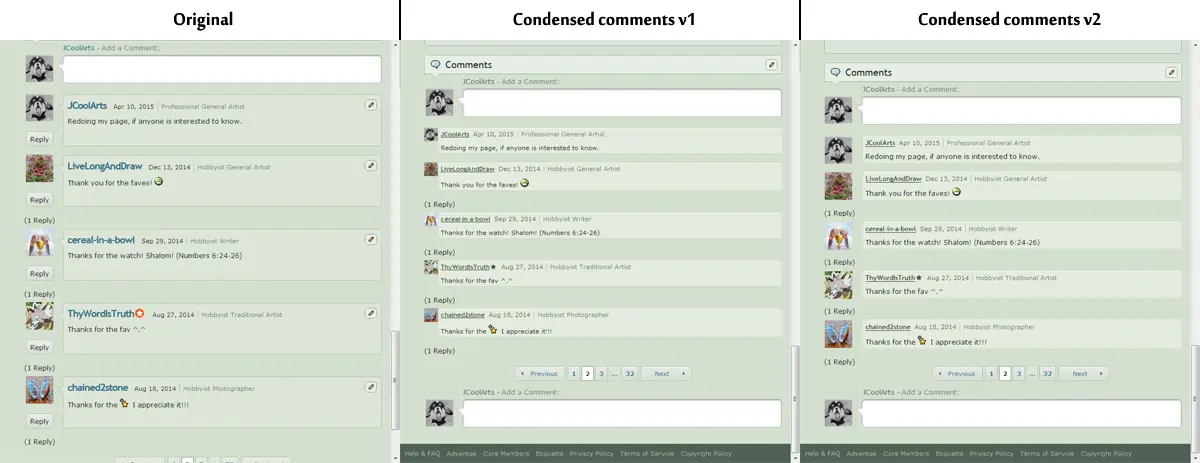 Original
JCoolArts - Add a Comment:
JCoolArts Apr 10, 2015 | Professional General Artist
Redoing my page, if anyone is interested to know.
Reply
LiveLongAndDraw Dec 13, 2014 | Hobbyist General Artist
Thank you for the faves!
Reply
(1 Reply)
cereal-in-a-bowl Sep 29, 2014 | Hobbyist Writer
Thanks for the watch! Shalom! (Numbers 6:24-26)
Reply
(1 Reply)
ThyWordIsTruth Aug 27, 2014 | Hobbyist Traditional Artist
Thanks for the fav ^.^
Reply
(1 Reply)
chained2stone Aug 18, 2014 | Hobbyist Photographer
Thanks for the I appreciate it!!!
Reply
(1 Reply)
Condensed comments v1
Comments
JCoolArts - Add a Comment:
JCoolArts Apr 10, 2015 | Professional General Artist
Redoing my page, if anyone is interested to know.
LiveLongAndDraw Dec 13, 2014 | Hobbyist General Artist
Thank you for the faves!
(1 Reply)
cereal-in-a-bowl Sep 29, 2014 | Hobbyist Writer
Thanks for the watch! Shalom! (Numbers 6:24-26)
(1 Reply)
ThyWordIsTruth★ Aug 27, 2014 | Hobbyist Traditional Artist
Thanks for the fav ^.^
(1 Reply)
chained2stone Aug 18, 2014 | Hobbyist Photographer
Thanks for the I appreciate it!!!
(1 Reply)
Previous 1 2 3 ... 32 Next
JCoolArts - Add a Comment:
Help & FAQ Advertise Core Members Etiquette Privacy Policy Terms of Service Copyright Policy
Condensed comments v2
Comments
JCoolArts - Add a Comment:
JCoolArts Apr 10, 2015 | Professional General Artist
Redoing my page, if anyone is interested to know.
LiveLongAndDraw Dec 13, 2014 | Hobbyist General Artist
Thank you for the faves!
(1 Reply)
cereal-in-a-bowl Sep 29, 2014 | Hobbyist Writer
Thanks for the watch! Shalom! (Numbers 6:24-26)
(1 Reply)
ThyWordIsTruth★ Aug 27, 2014 | Hobbyist Traditional Artist
Thanks for the fav ^.^
(1 Reply)
chained2stone Aug 18, 2014 | Hobbyist Photographer
Thanks for the I appreciate it!!!
(1 Reply)
Previous 1 2 3 ... 32 Next
JCoolArts - Add a Comment:
Help & FAQ Advertise Core Members Etiquette Privacy Policy Terms of Service Copyright Policy